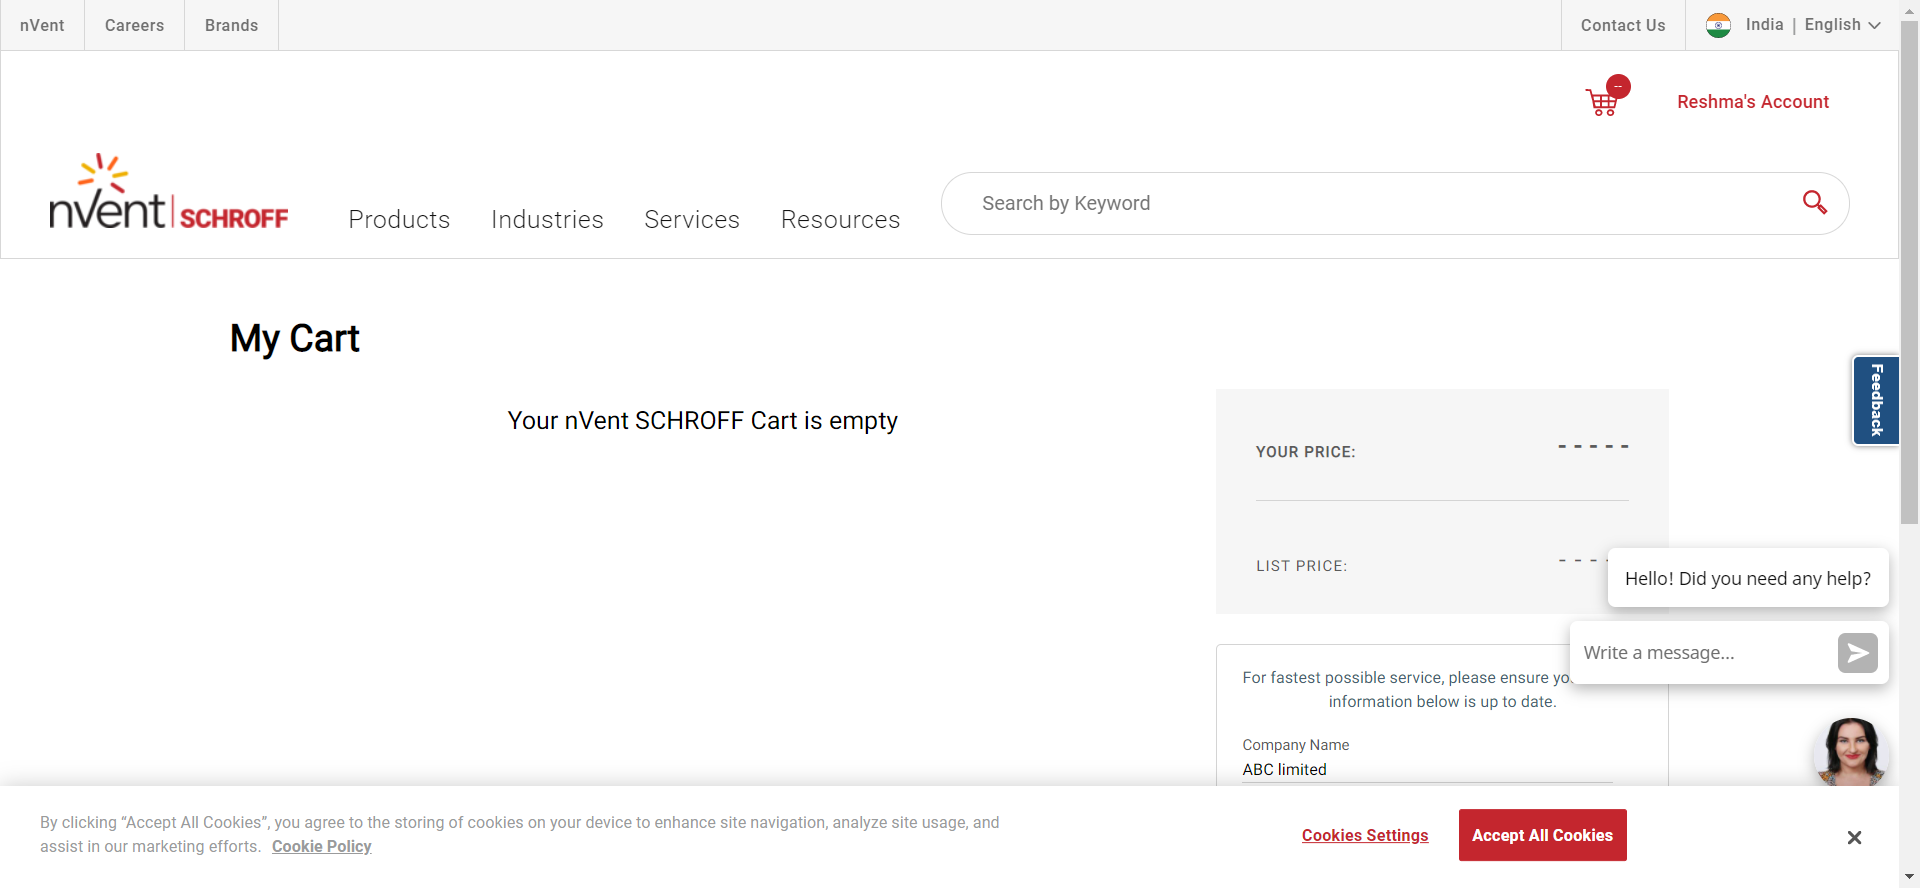 nVent
Careers
Brands
Contact Us
India | English
--
Reshma's Account
nVent | SCHROFF
Products
Industries
Services
Resources
Search by Keyword
My Cart
Feedback
Your nVent SCHROFF Cart is empty
YOUR PRICE:
- - - - -
LIST PRICE:
- - -
Hello! Did you need any help?
Write a message...
For fastest possible service, please ensure
information below is up to date.
Company Name
ABC limited
By clicking “Accept All Cookies”, you agree to the storing of cookies on your device to enhance site navigation, analyze site usage, and
assist in our marketing efforts. Cookie Policy
Cookies Settings
Accept All Cookies